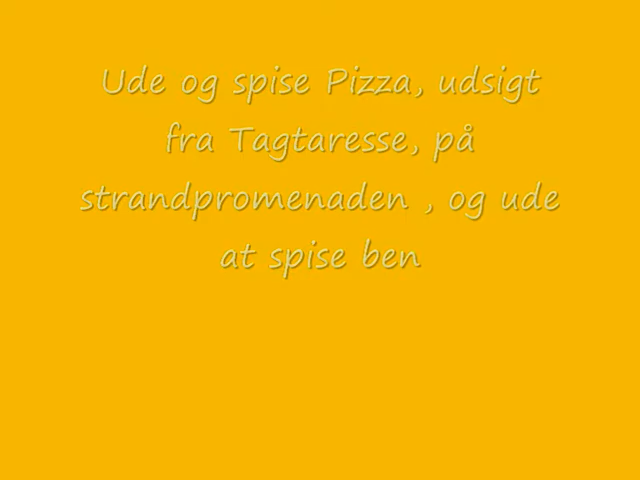 Ude og spise Pizza, udsigt
fra Tagtaresse, på
strandpromenaden , og ude
at spise ben